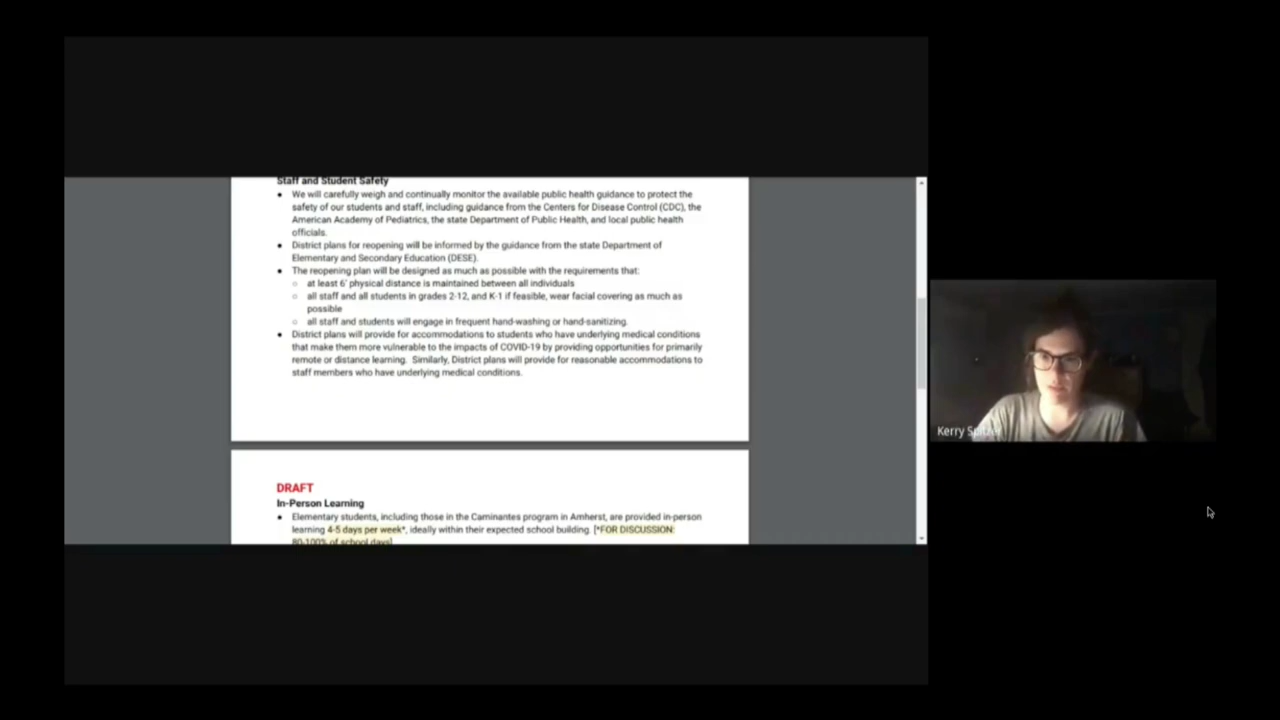 Staff and Student Safety
● We will carefully weigh and continually monitor the available public health guidance to protect the
safety of our students and staff, including guidance from the Centers for Disease Control (CDC), the
American Academy of Pediatrics, the state Department of Public Health, and local public health
officials.
● District plans for reopening will be informed by the guidance from the state Department of
Elementary and Secondary Education (DESE).
● The reopening plan will be designed as much as possible with the requirements that:
○ at least 6' physical distance is maintained between all individuals
○ all staff and all students in grades 2-12, and K-1 if feasible, wear facial covering as much as
possible
○ all staff and students will engage in frequent hand-washing or hand-sanitizing.
● District plans will provide for accommodations to students who have underlying medical conditions
that make them more vulnerable to the impacts of COVID-19 by providing opportunities for primarily
remote or distance learning. Similarly, District plans will provide for reasonable accommodations to
staff members who have underlying medical conditions.
DRAFT
In-Person Learning
● Elementary students, including those in the Caminantes program in Amherst, are provided in-person
learning 4-5 days per week*, ideally within their expected school building. [*FOR DISCUSSION:
80-100% of school days]
Kerry